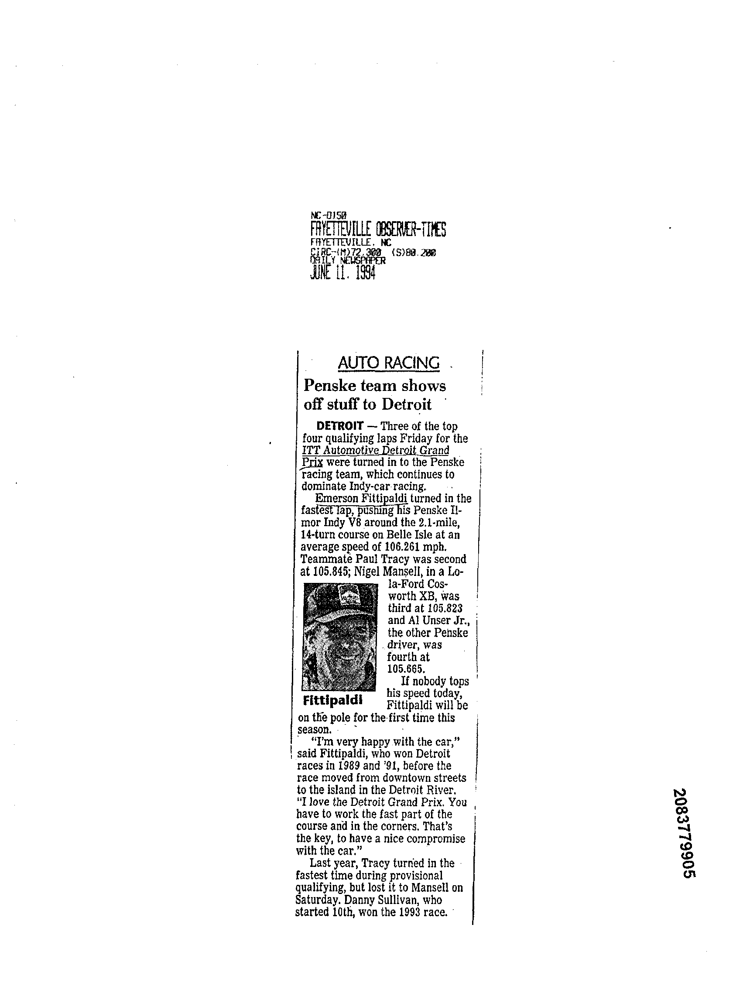 NC-0150
FAYETTEVILLE OBSERVER-TIMES
FAYETTEVILLE, NC
CIRC-(M)72,300 (S)80,200
DAILY NEWSPAPER
JUNE 11, 1994
AUTO RACING
Penske team shows
off stuff to Detroit
DETROIT — Three of the top
four qualifying laps Friday for the
ITT Automotive Detroit Grand
Prix were turned in to the Penske
racing team, which continues to
dominate Indy-car racing.
Emerson Fittipaldi turned in the
fastest lap, pushing his Penske Il-
mor Indy V8 around the 2.1-mile,
14-turn course on Belle Isle at an
average speed of 106.261 mph.
Teammate Paul Tracy was second
at 105.845; Nigel Mansell, in a Lo-
la-Ford Cos-
worth XB, was
third at 105.823
and Al Unser Jr.,
the other Penske
driver, was
fourth at
105.665.
If nobody tops
his speed today,
Fittipaldi will be
Fittipaldi
on the pole for the first time this
season.
"I'm very happy with the car,"
said Fittipaldi, who won Detroit
races in 1989 and '91, before the
race moved from downtown streets
to the island in the Detroit River.
"I love the Detroit Grand Prix. You
have to work the fast part of the
course and in the corners. That's
the key, to have a nice compromise
with the car."
Last year, Tracy turned in the
fastest time during provisional
qualifying, but lost it to Mansell on
Saturday. Danny Sullivan, who
started 10th, won the 1993 race.
2083779905